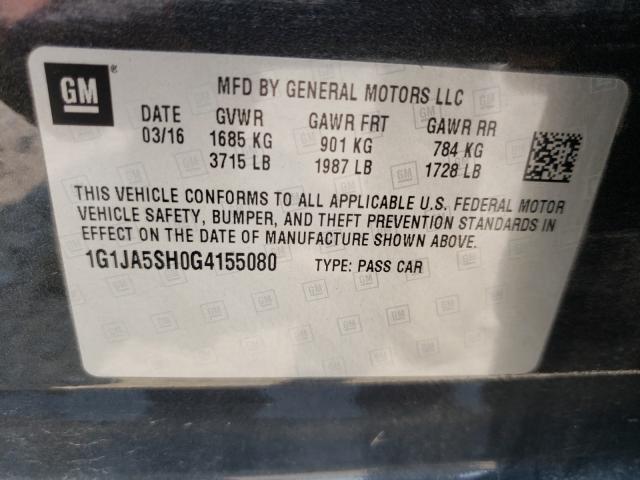 GM ®
MFD BY GENERAL MOTORS LLC
DATE GVWR GAWR FRT GAWR RR
03/16 1685 KG 901 KG 784 KG
3715 LB 1987 LB 1728 LB
THIS VEHICLE CONFORMS TO ALL APPLICABLE U.S. FEDERAL MOTOR
VEHICLE SAFETY, BUMPER, AND THEFT PREVENTION STANDARDS IN
EFFECT ON THE DATE OF MANUFACTURE SHOWN ABOVE.
1G1JA5SH0G4155080 TYPE: PASS CAR